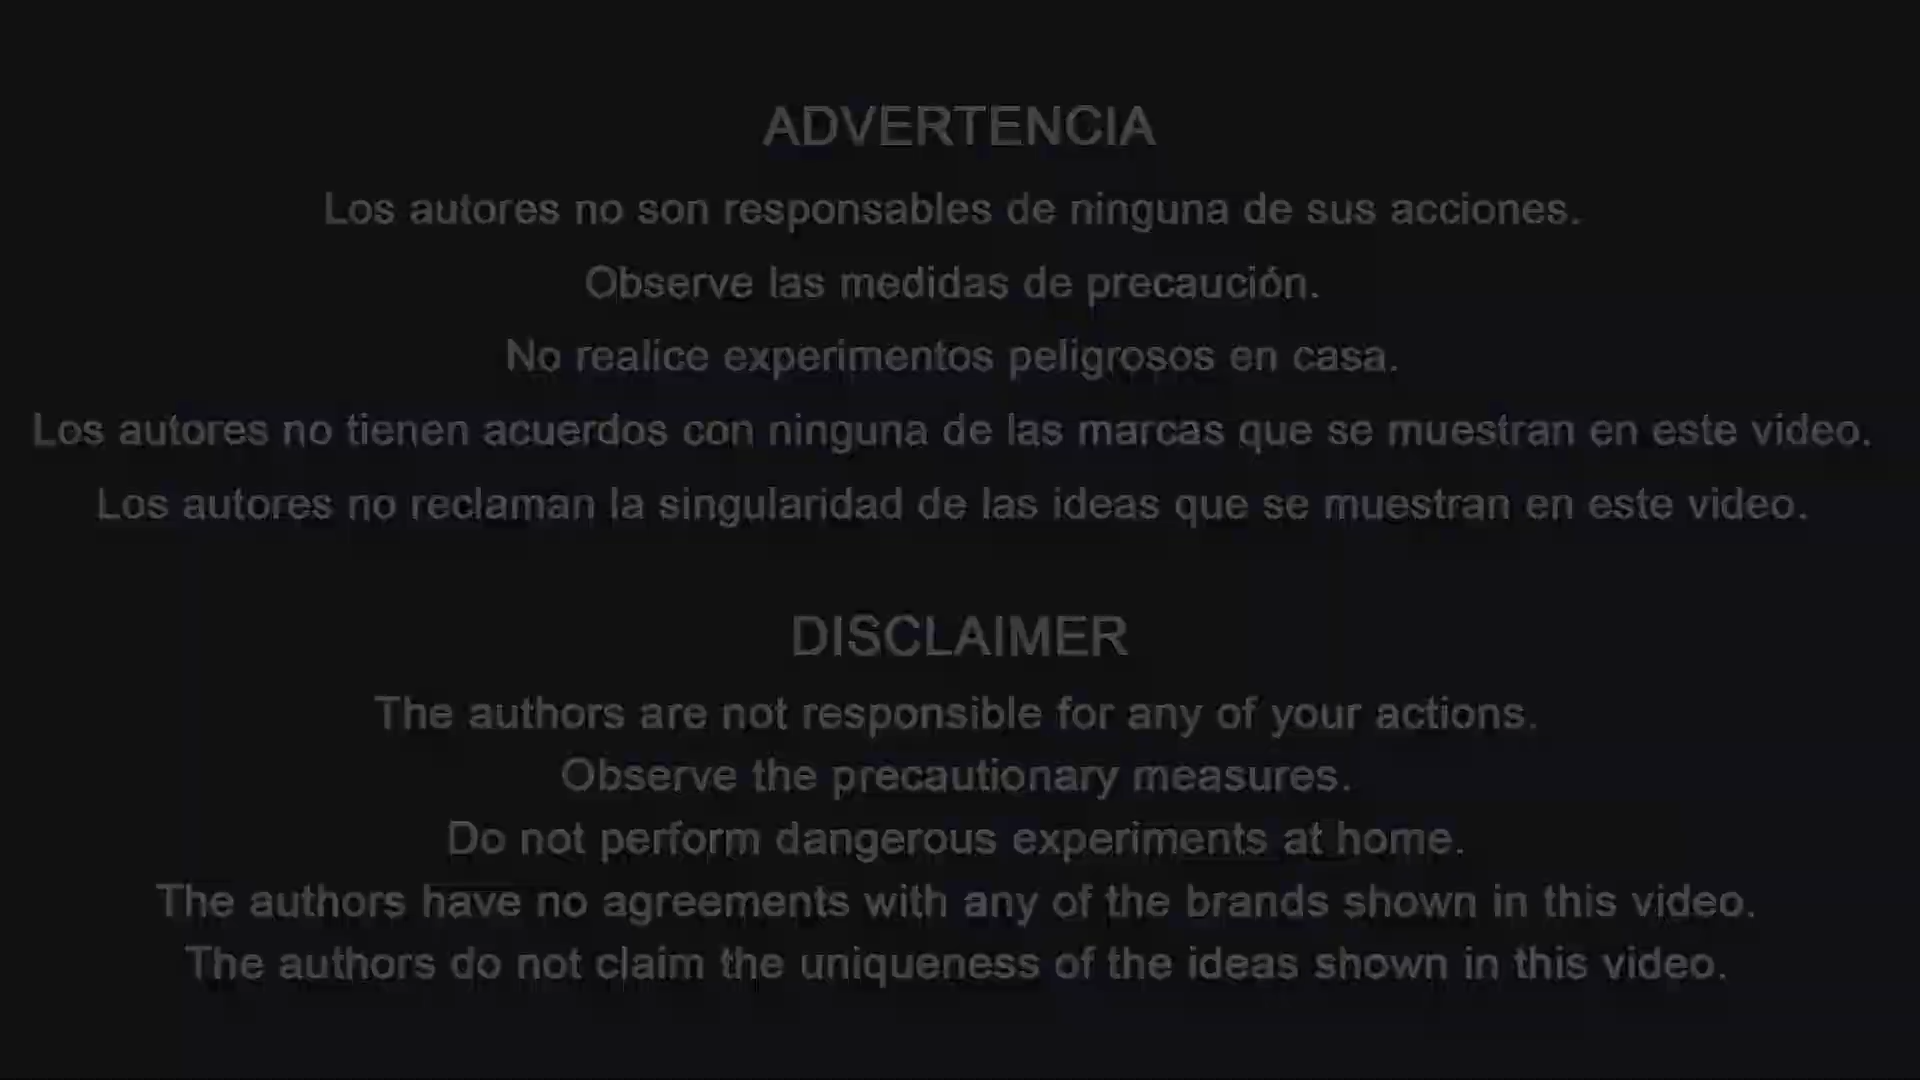 ADVERTENCIA
Los autores no son responsables de ninguna de sus acciones.
Observe las medidas de precaución.
No realice experimentos peligrosos en casa.
Los autores no tienen acuerdos con ninguna de las marcas que se muestran en este video.
Los autores no reclaman la singularidad de las ideas que se muestran en este video.
DISCLAIMER
The authors are not responsible for any of your actions.
Observe the precautionary measures.
Do not perform dangerous experiments at home.
The authors have no agreements with any of the brands shown in this video.
The authors do not claim the uniqueness of the ideas shown in this video.